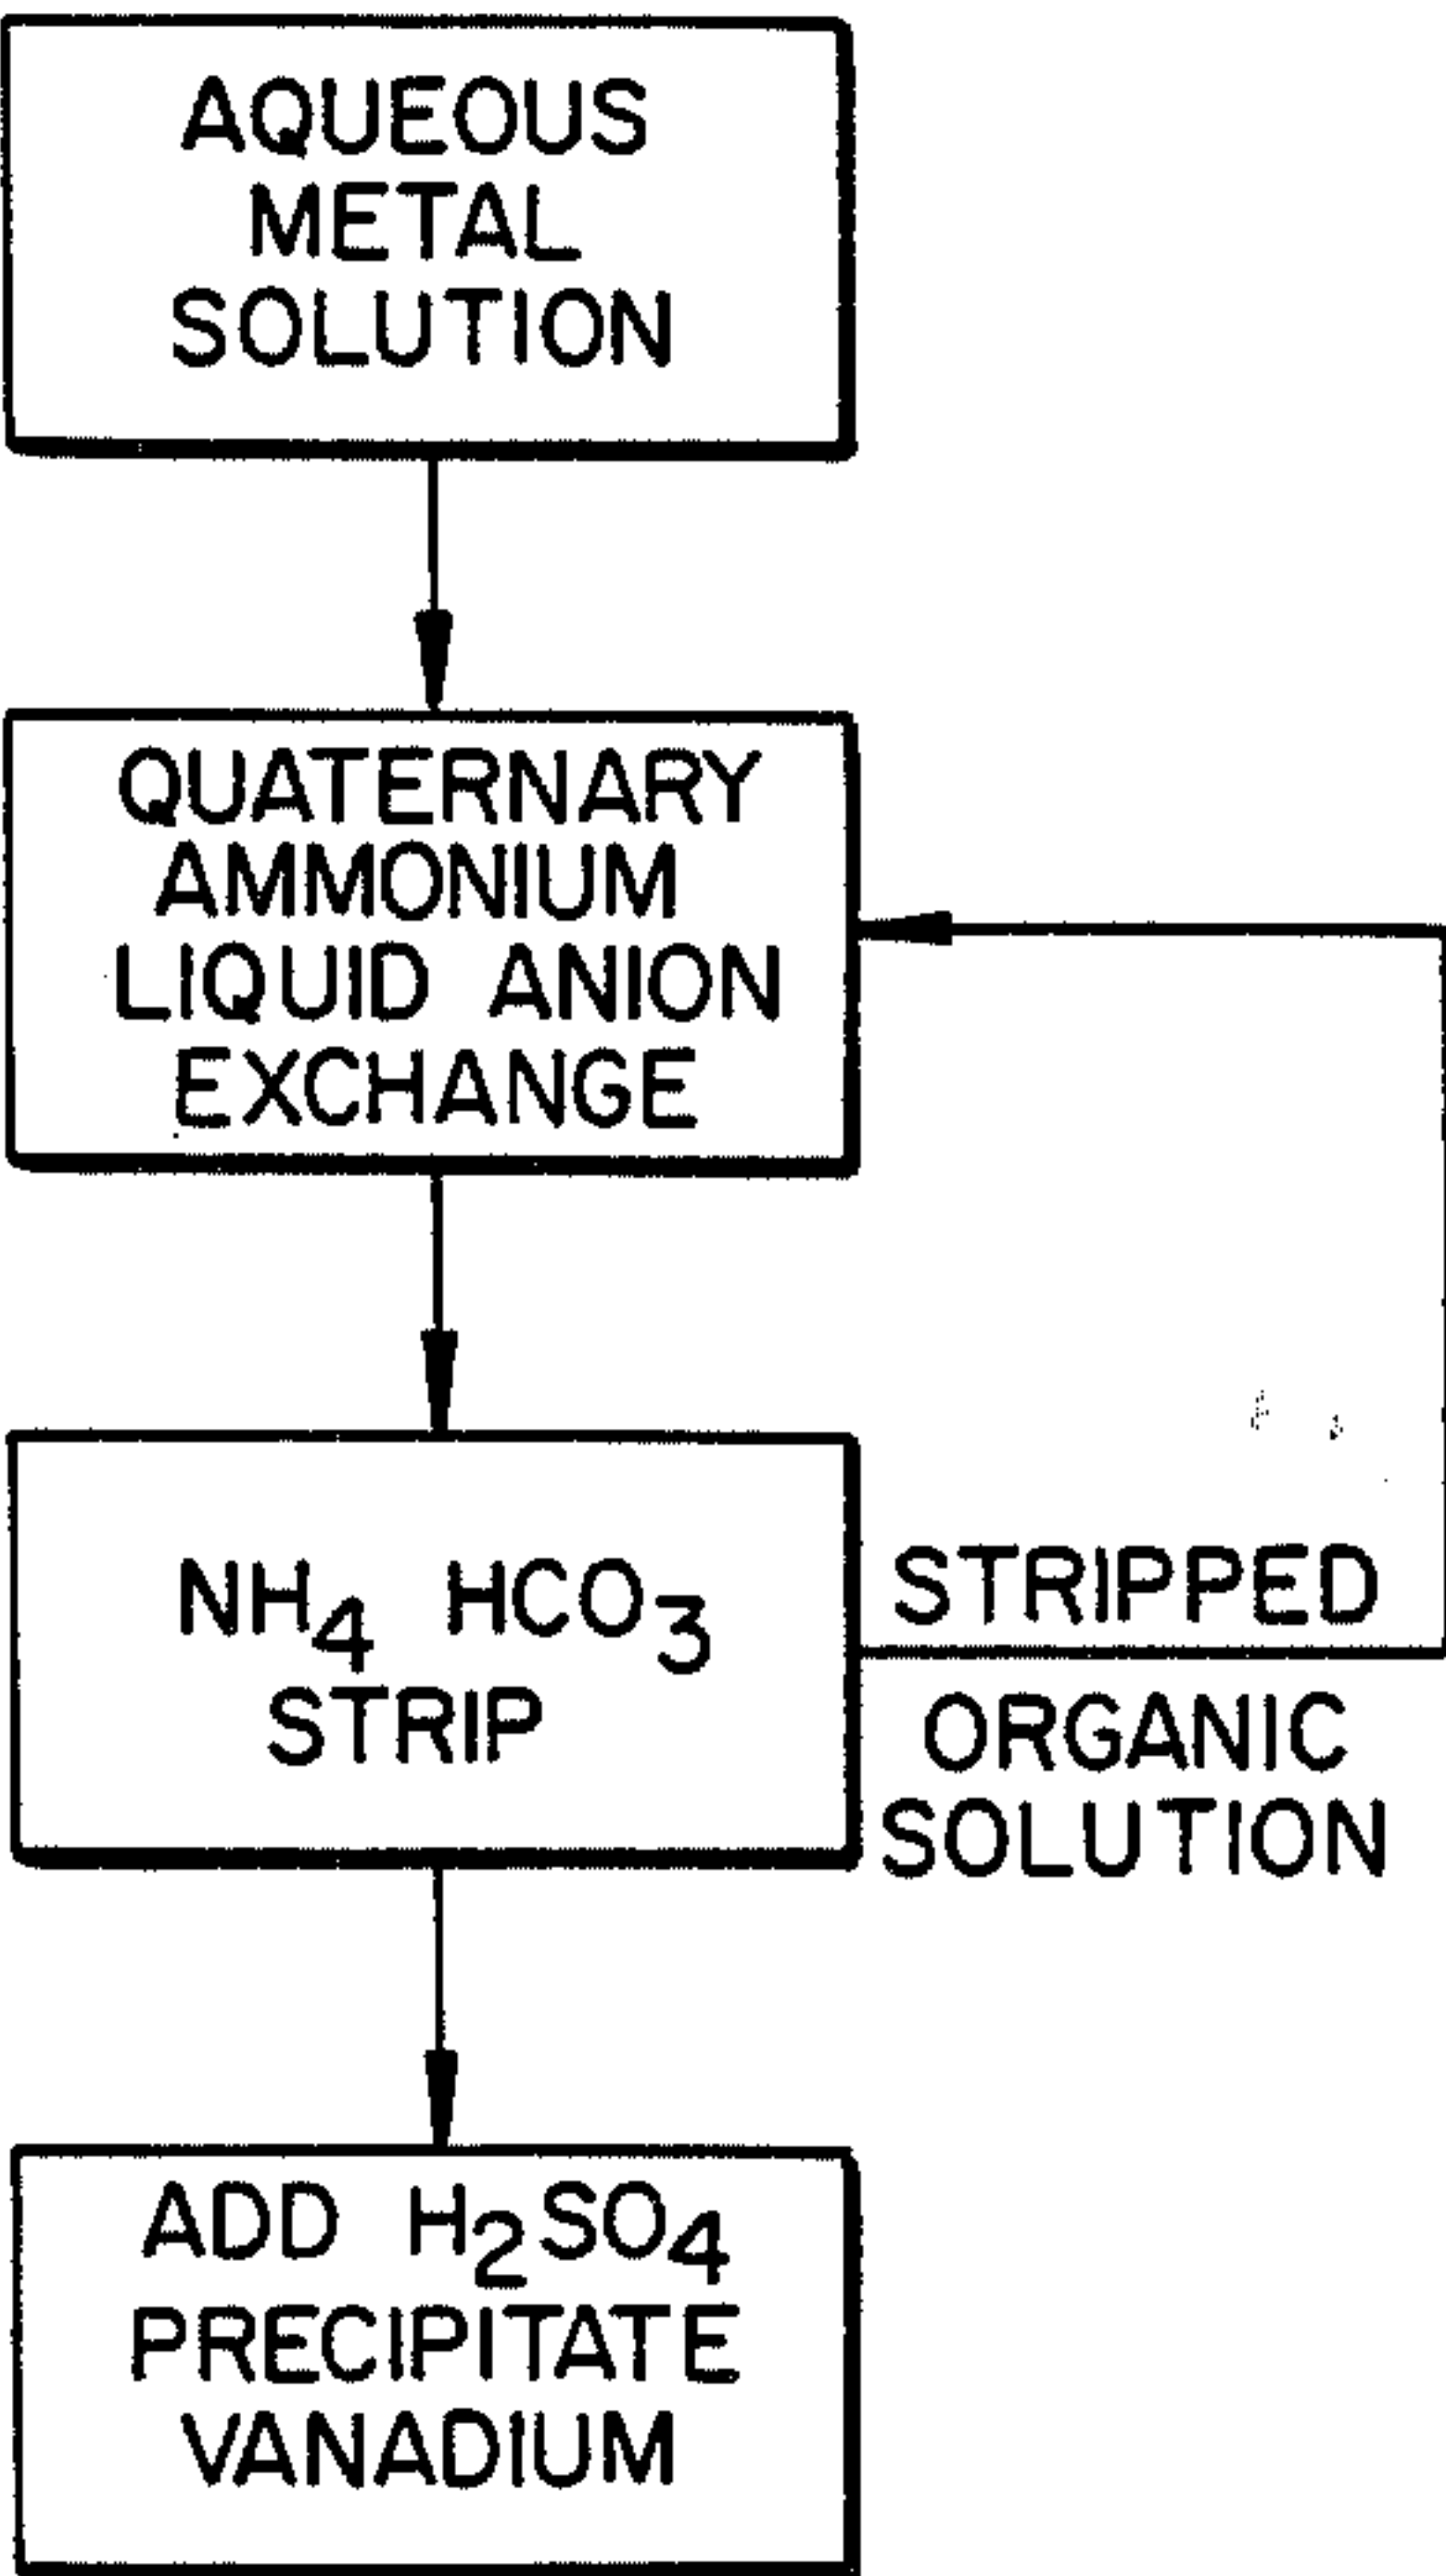 AQUEOUS
METAL
SOLUTION
QUATERNARY
AMMONIUM
LIQUID ANION
EXCHANGE
NH4 HCO3
STRIP
STRIPPED
ORGANIC
SOLUTION
ADD H2SO4
PRECIPITATE
VANADIUM